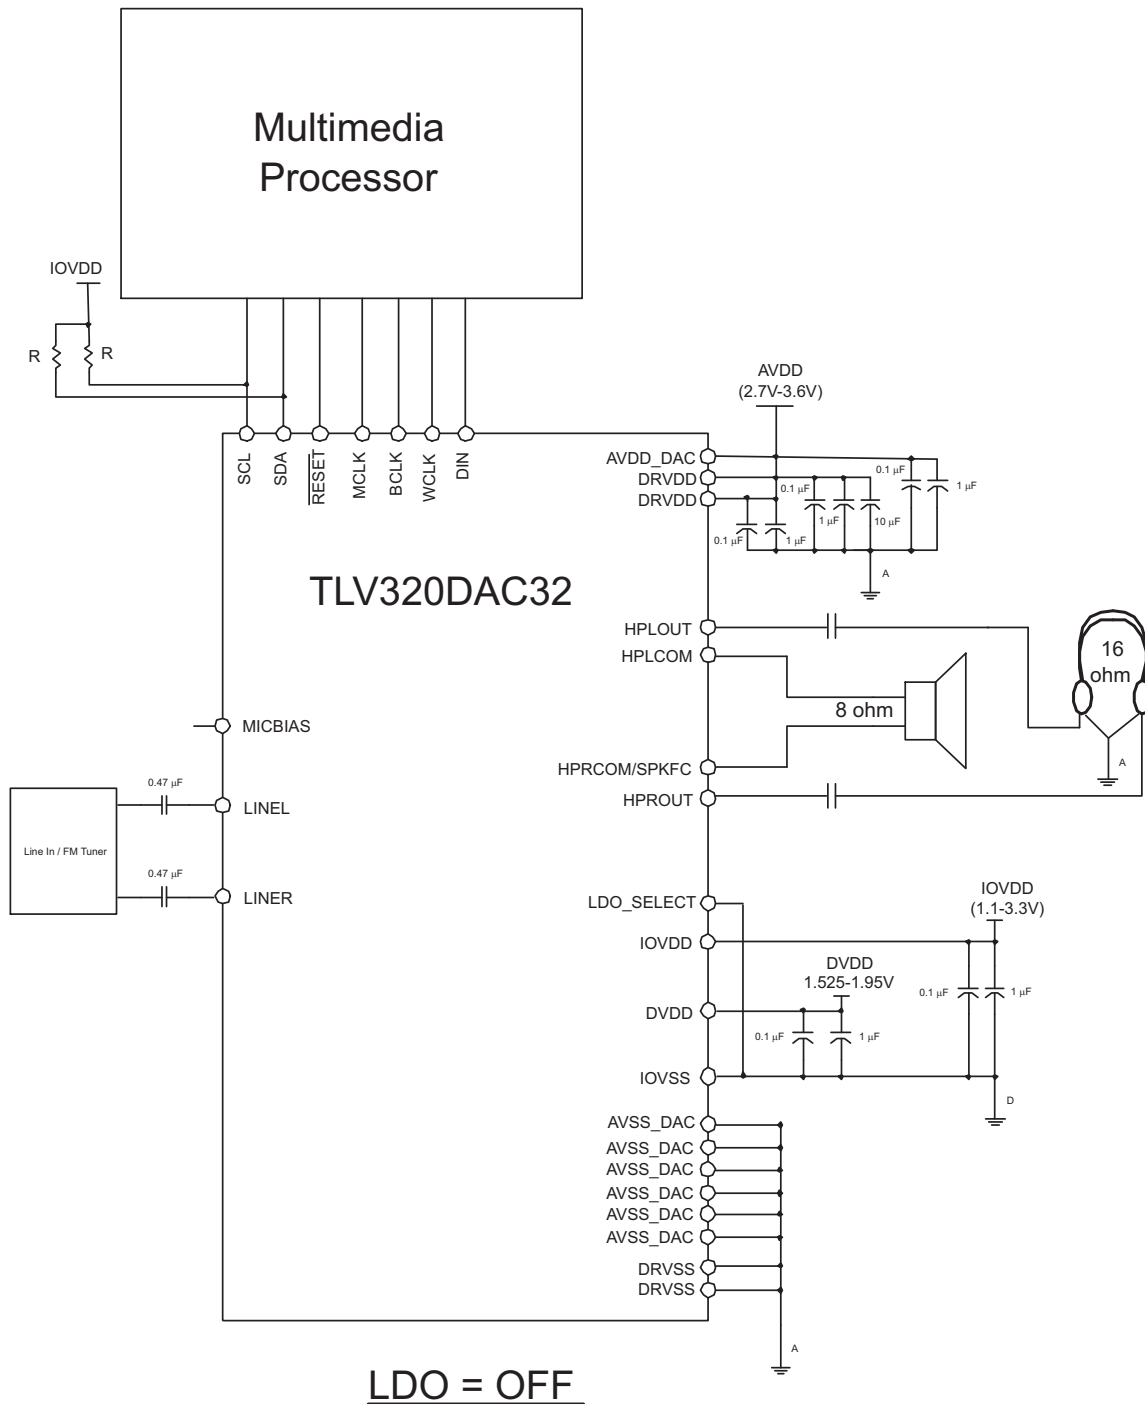 Multimedia
Processor
IOVDD
R
R
SCL
SDA
RESET
MCLK
BCLK
WCLK
DIN
AVDD
(2.7V-3.6V)
AVDD_DAC
DRVDD
DRVDD
0.1 μF
1 μF
0.1 μF
1 μF
10 μF
0.1 μF
1 μF
A
TLV320DAC32
HPLOUT
HPLCOM
16
ohm
8 ohm
A
MICBIAS
HPRCOM/SPKFC
HPROUT
0.47 μF
LINEL
Line In / FM Tuner
0.47 μF
LINER
LDO_SELECT
IOVDD
(1.1-3.3V)
IOVDD
DVDD
1.525-1.95V
0.1 μF
1 μF
DVDD
0.1 μF
1 μF
IOVSS
D
AVSS_DAC
AVSS_DAC
AVSS_DAC
AVSS_DAC
AVSS_DAC
AVSS_DAC
DRVSS
DRVSS
A
LDO = OFF